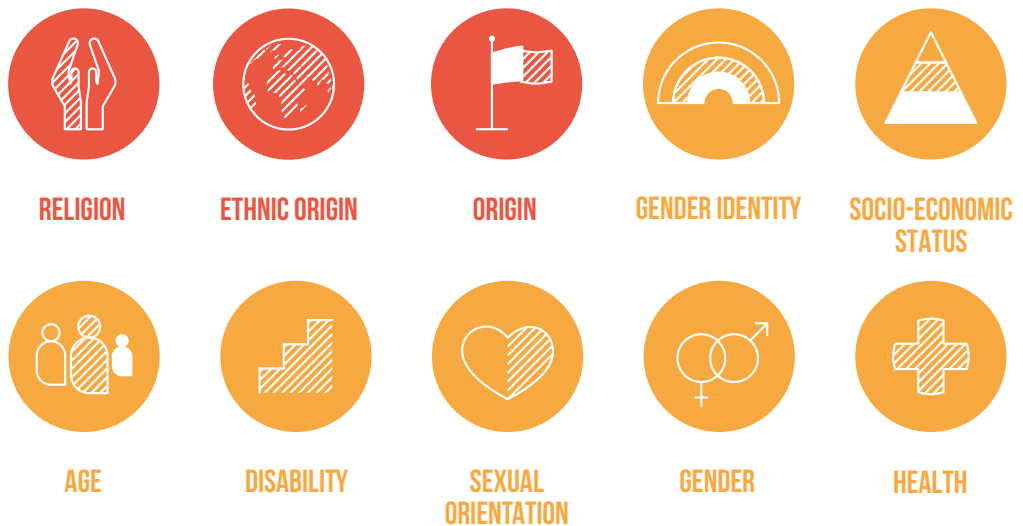 RELIGION
ETHNIC ORIGIN
ORIGIN
GENDER IDENTITY
SOCIO-ECONOMIC
STATUS
AGE
DISABILITY
SEXUAL
ORIENTATION
GENDER
HEALTH